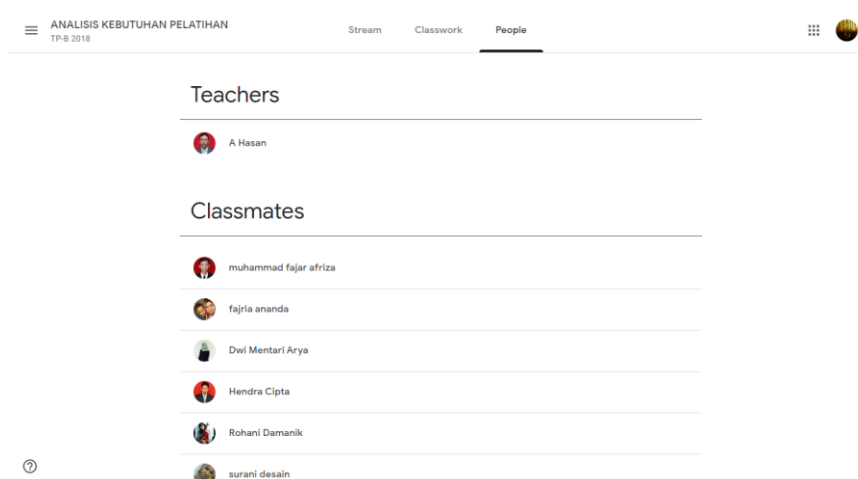 ANALISIS KEBUTUHAN PELATIHAN
TP-B 2018
Stream Classwork People
Teachers
A Hasan
Classmates
muhammad fajar afriza
fajria ananda
Dwi Mentari Arya
Hendra Cipta
Rohani Damanik
surani desain